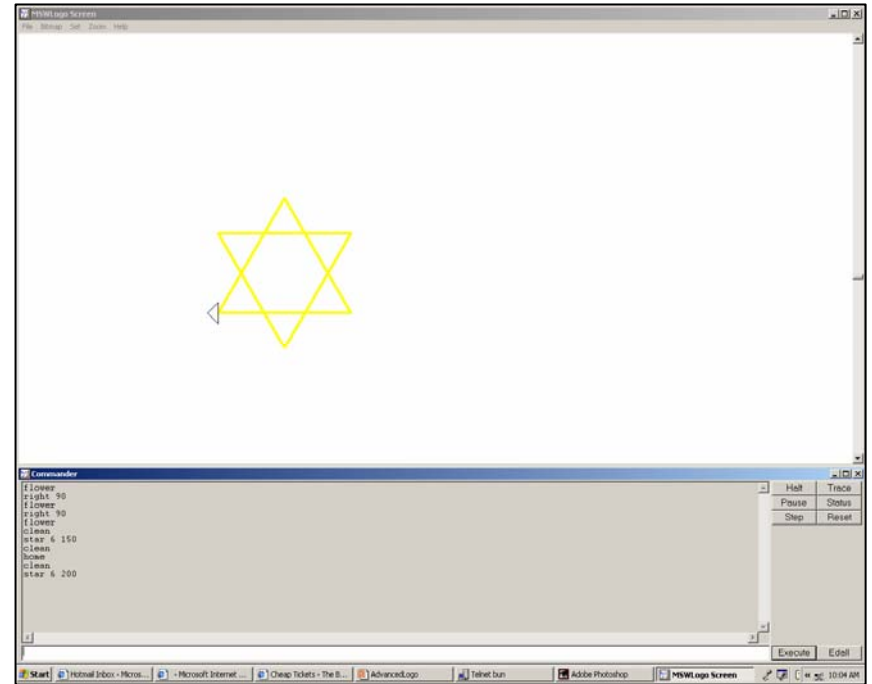 MSWLogo Screen
File Bitmap Set Zoom Help
Commander
flower
right 90
flower
right 90
flower
clean
star 6 150
clean
home
clean
star 6 200
Halt Trace
Pause Status
Step Reset
Execute Edall
Start Hotmail Inbox - Micros... - Microsoft Internet ... Cheap Tickets - The B... AdvancedLogo Telnet bun Adobe Photoshop MSWLogo Screen 10:04 AM